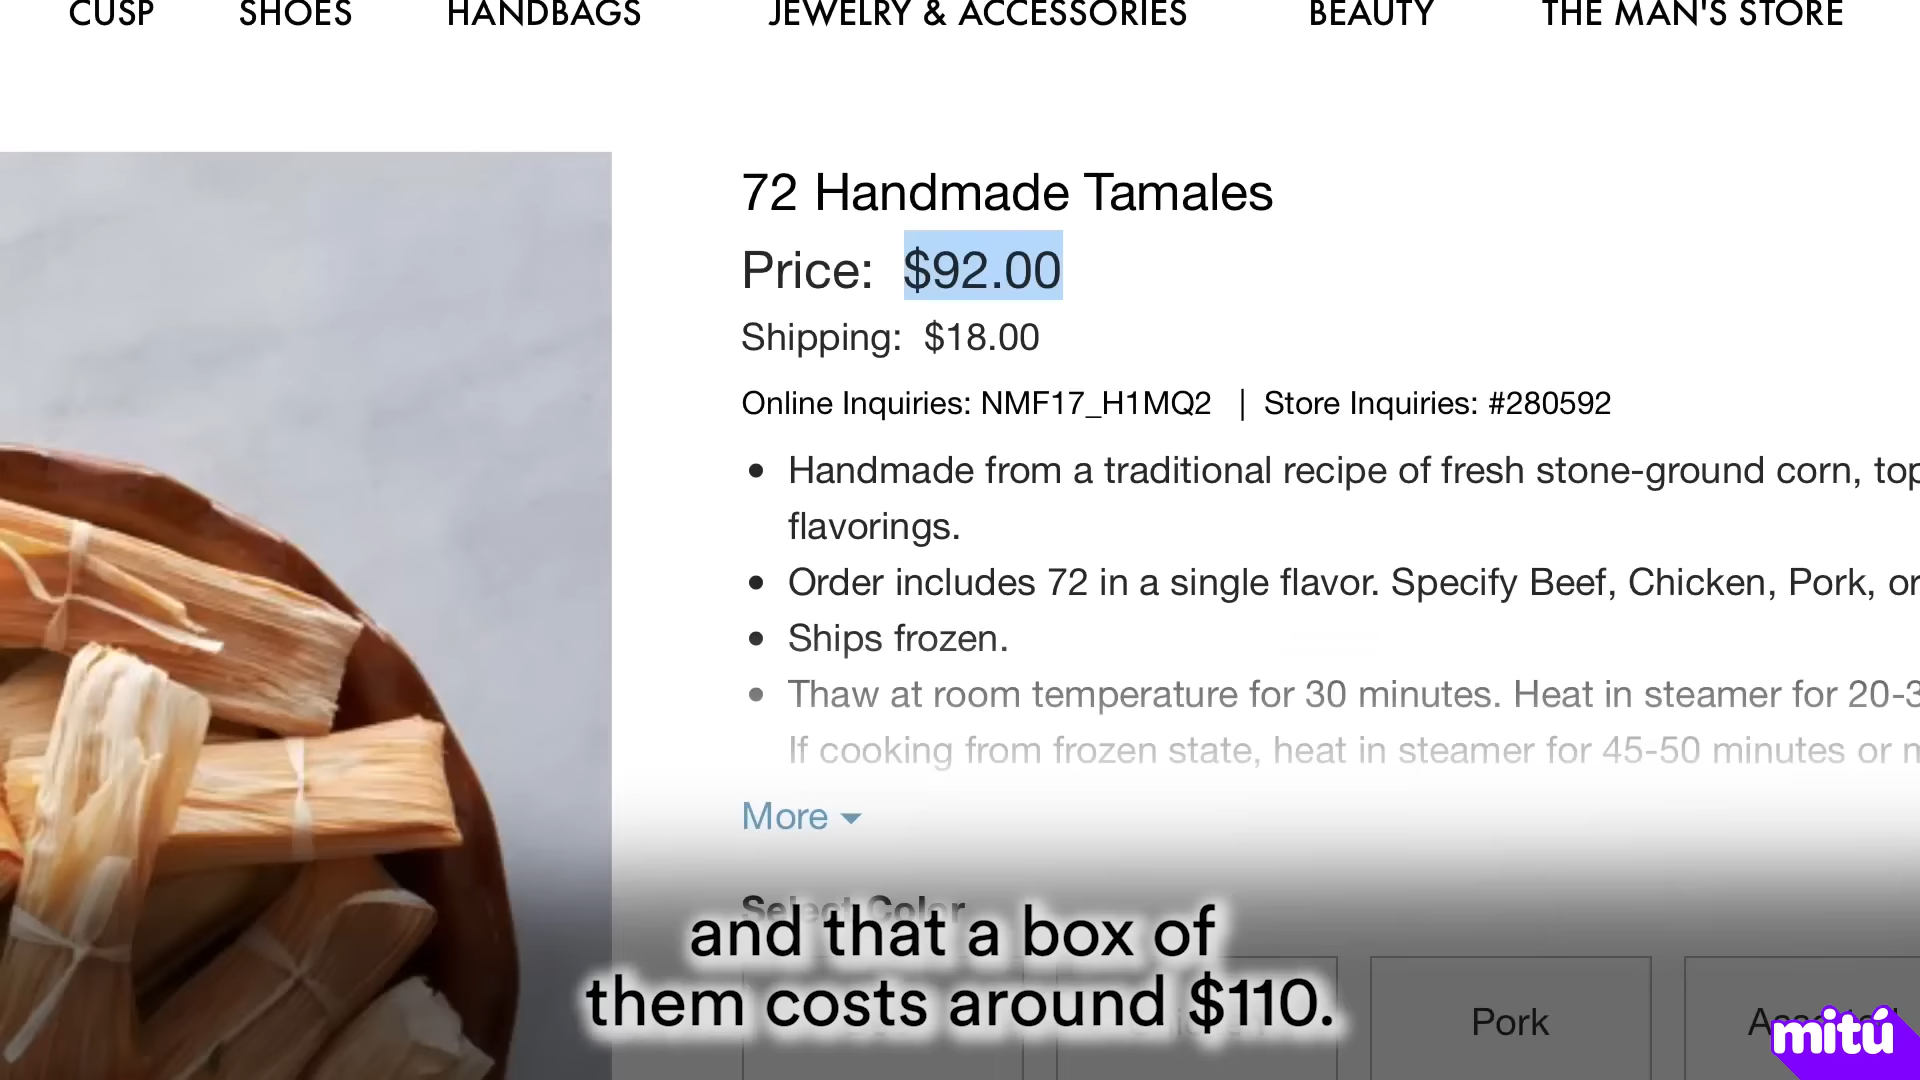 CUSP SHOES HANDBAGS JEWELRY & ACCESSORIES BEAUTY THE MAN'S STORE
72 Handmade Tamales
Price: $92.00
Shipping: $18.00
Online Inquiries: NMF17_H1MQ2 | Store Inquiries: #280592
• Handmade from a traditional recipe of fresh stone-ground corn,
flavorings.
• Order includes 72 in a single flavor. Specify Beef, Chicken, Pork, or
• Ships frozen.
• Thaw at room temperature for 30 minutes. Heat in steamer for
If cooking from frozen state, heat in steamer for 45-50 minutes or
More
Select Color
and that a box of
them costs around $110.
Pork
mitú